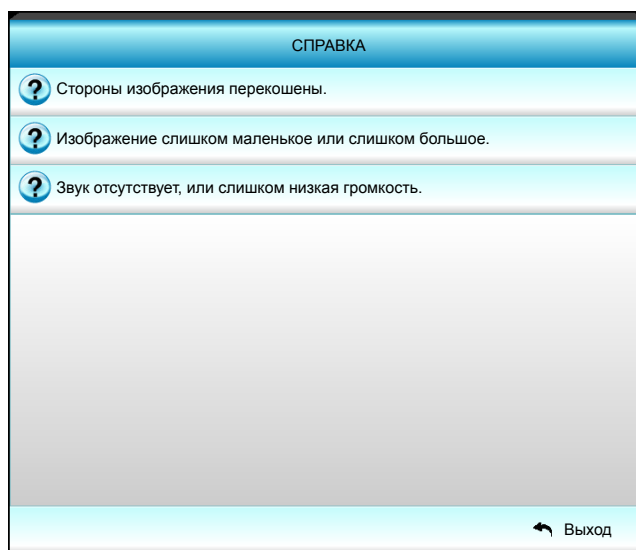 СПРАВКА
Стороны изображения перекошены.
Изображение слишком маленькое или слишком большое.
Звук отсутствует, или слишком низкая громкость.
Выход